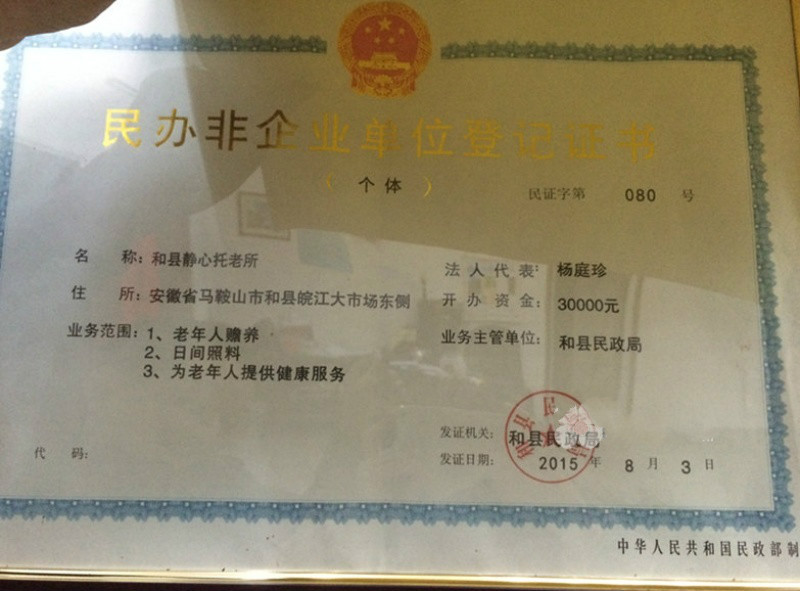 民办非企业单位登记证书
（个体）
民证字第 080 号
名 称：和县静心托老所
住 所：安徽省马鞍山市和县皖江大市场东侧
业务范围：1、老年人赡养
2、日间照料
3、为老年人提供健康服务
代 码：
法人代表：杨庭珍
开办资金：30000元
业务主管单位：和县民政局
发证机关：和县民政局
发证日期：2015 年 8 月 3 日
中华人民共和国民政部制